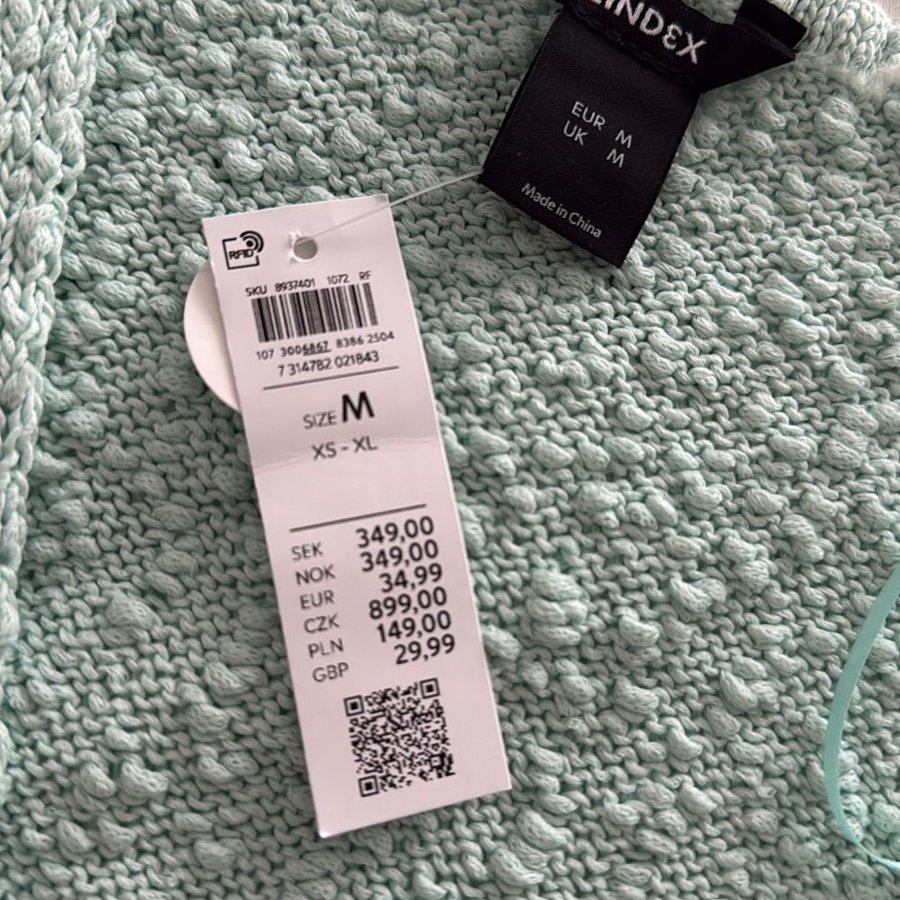 LINDEX
EUR M
UK M
Made in China
RFID
SKU 8937401 1072 RF
107 3006867 8386 2504
7 314782 021843
SIZE M
XS - XL
SEK 349,00
NOK 349,00
EUR 34,99
CZK 899,00
PLN 149,00
GBP 29,99